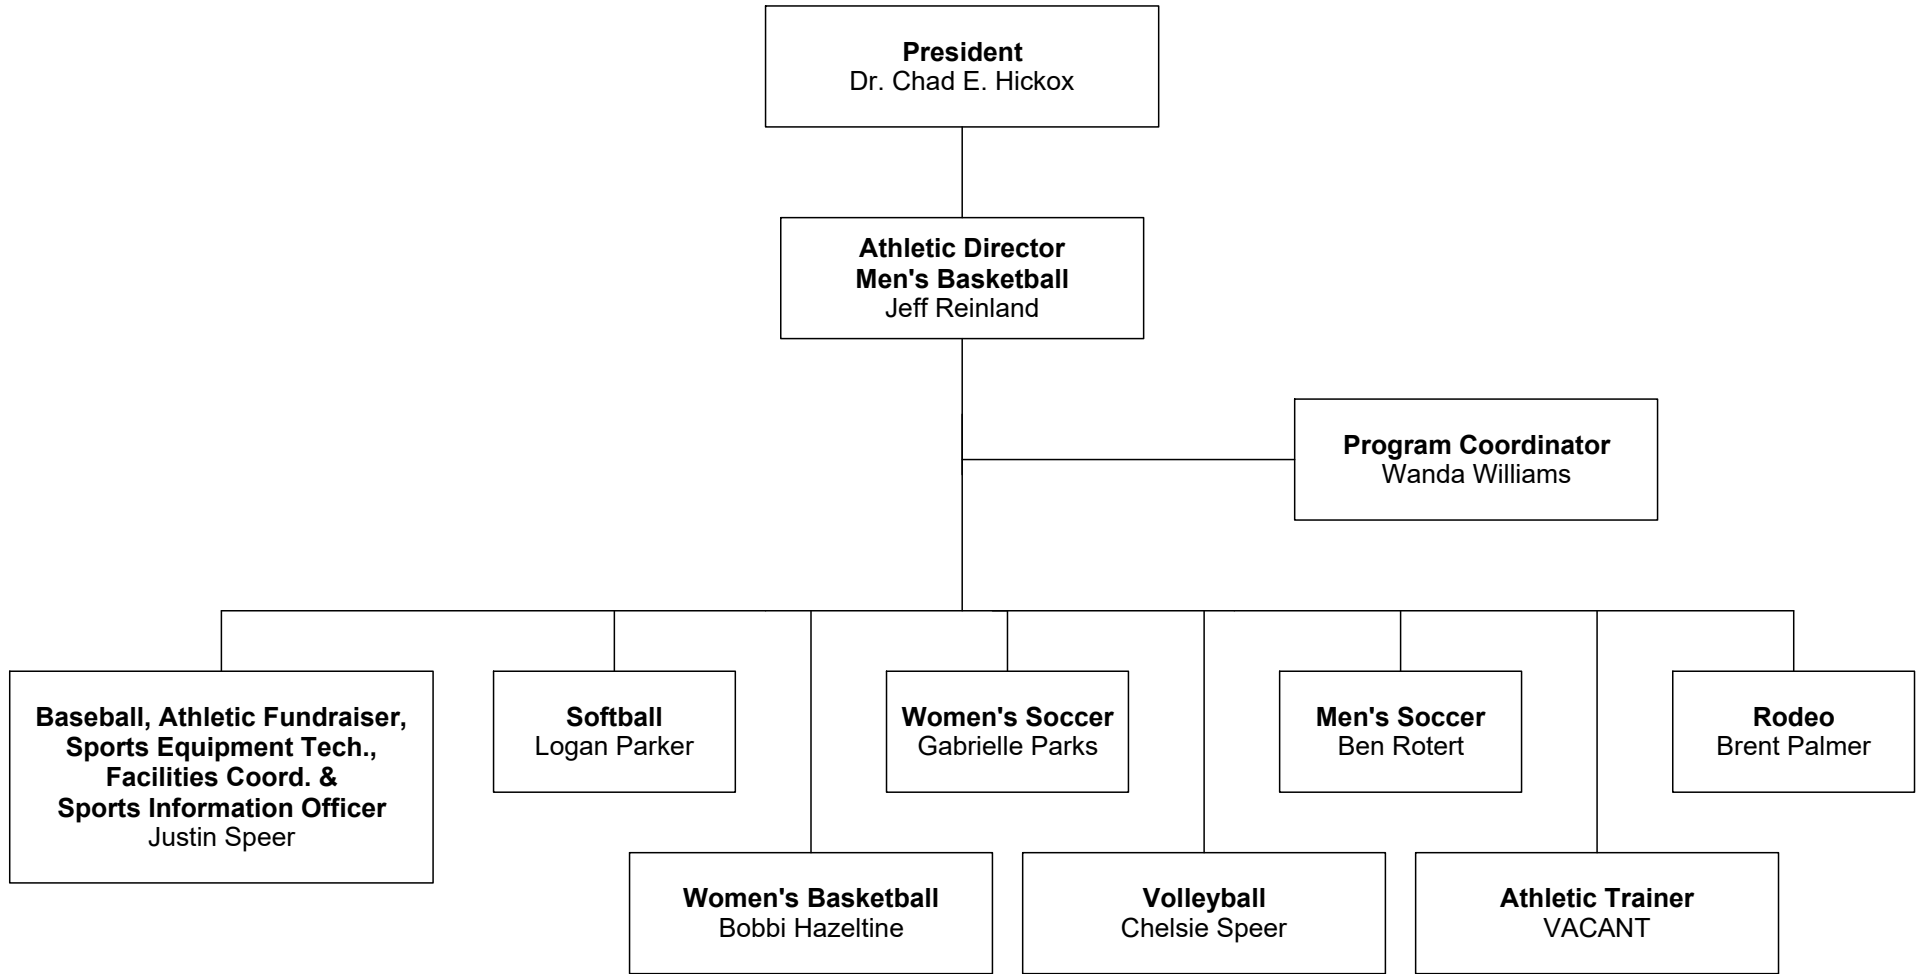 President
Dr. Chad E. Hickox
Athletic Director
Men's Basketball
Jeff Reinland
Program Coordinator
Wanda Williams
Baseball, Athletic Fundraiser,
Sports Equipment Tech.,
Facilities Coord. &
Sports Information Officer
Justin Speer
Softball
Logan Parker
Women's Soccer
Gabrielle Parks
Men's Soccer
Ben Rotert
Rodeo
Brent Palmer
Women's Basketball
Bobbi Hazeltine
Volleyball
Chelsie Speer
Athletic Trainer
VACANT